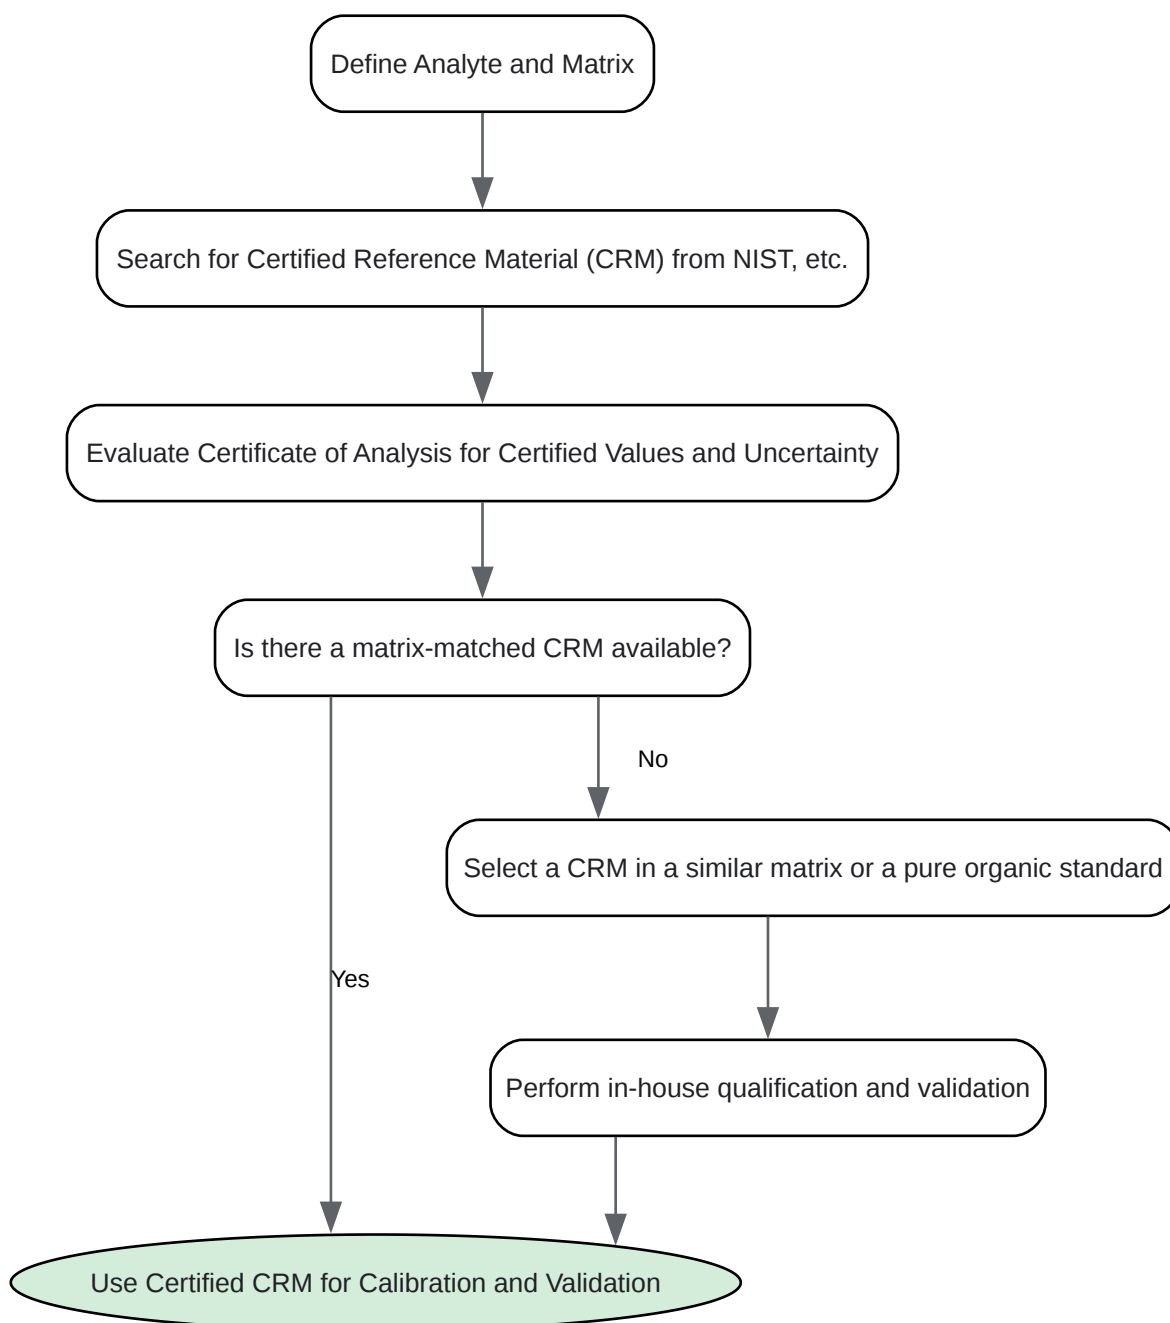 Define Analyte and Matrix
Search for Certified Reference Material (CRM) from NIST, etc.
Evaluate Certificate of Analysis for Certified Values and Uncertainty
Is there a matrix-matched CRM available?
No
Select a CRM in a similar matrix or a pure organic standard
Yes
Perform in-house qualification and validation
Use Certified CRM for Calibration and Validation